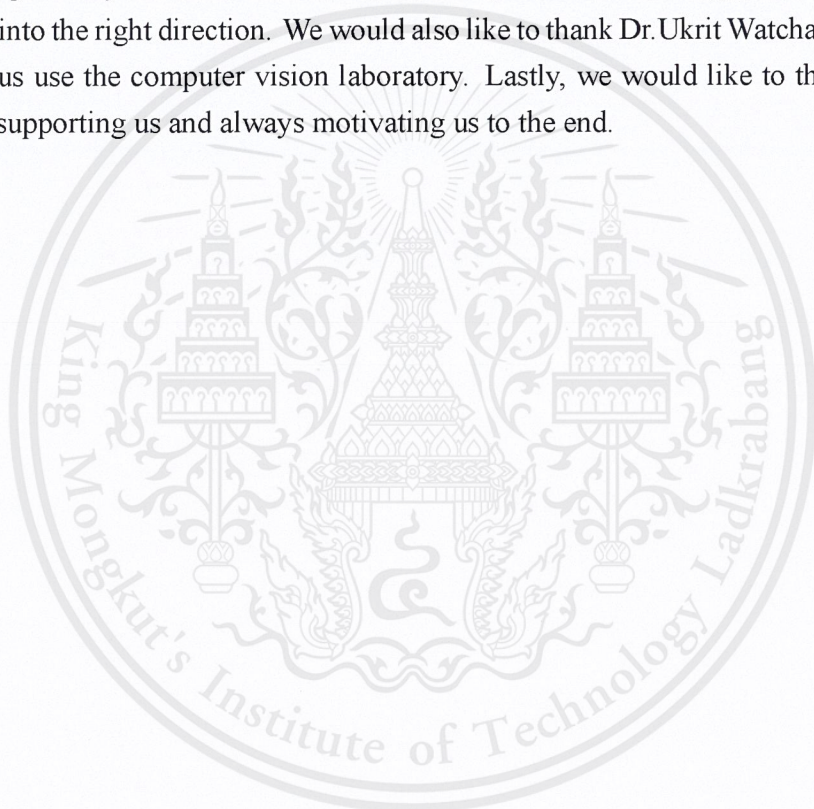 into the right direction. We would also like to thank Dr.Ukrit Watcha
us use the computer vision laboratory. Lastly, we would like to th
supporting us and always motivating us to the end.
King Mongkut's Institute of Technology Ladkrabang